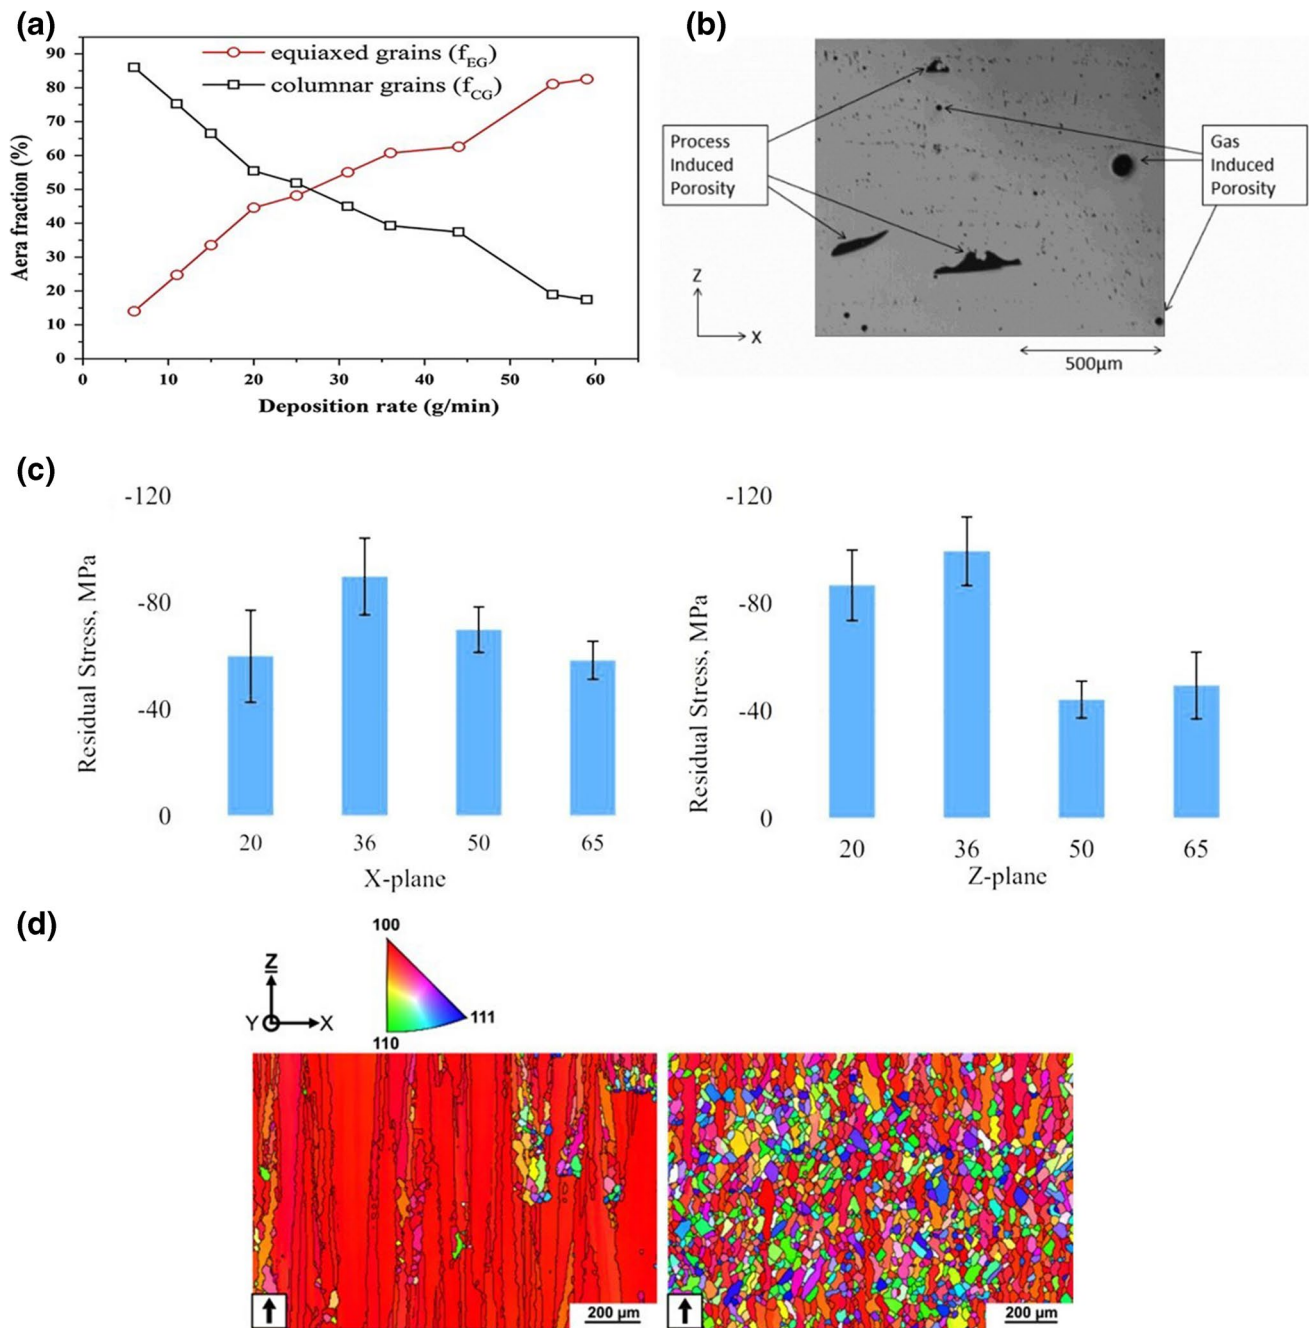 (a)
equiaxed grains (fEG)
columnar grains (fCG)
90
80
70
60
50
40
30
20
10
0
Aera fraction (%)
0 10 20 30 40 50 60
Deposition rate (g/min)
(b)
Process
Induced
Porosity
Gas
Induced
Porosity
Z
X
500µm
(c)
-120
-80
-40
0
Residual Stress, MPa
20 36 50 65
X-plane
-120
-80
-40
0
Residual Stress, MPa
20 36 50 65
Z-plane
(d)
Z
Y X
100
111
110
200 µm
200 µm